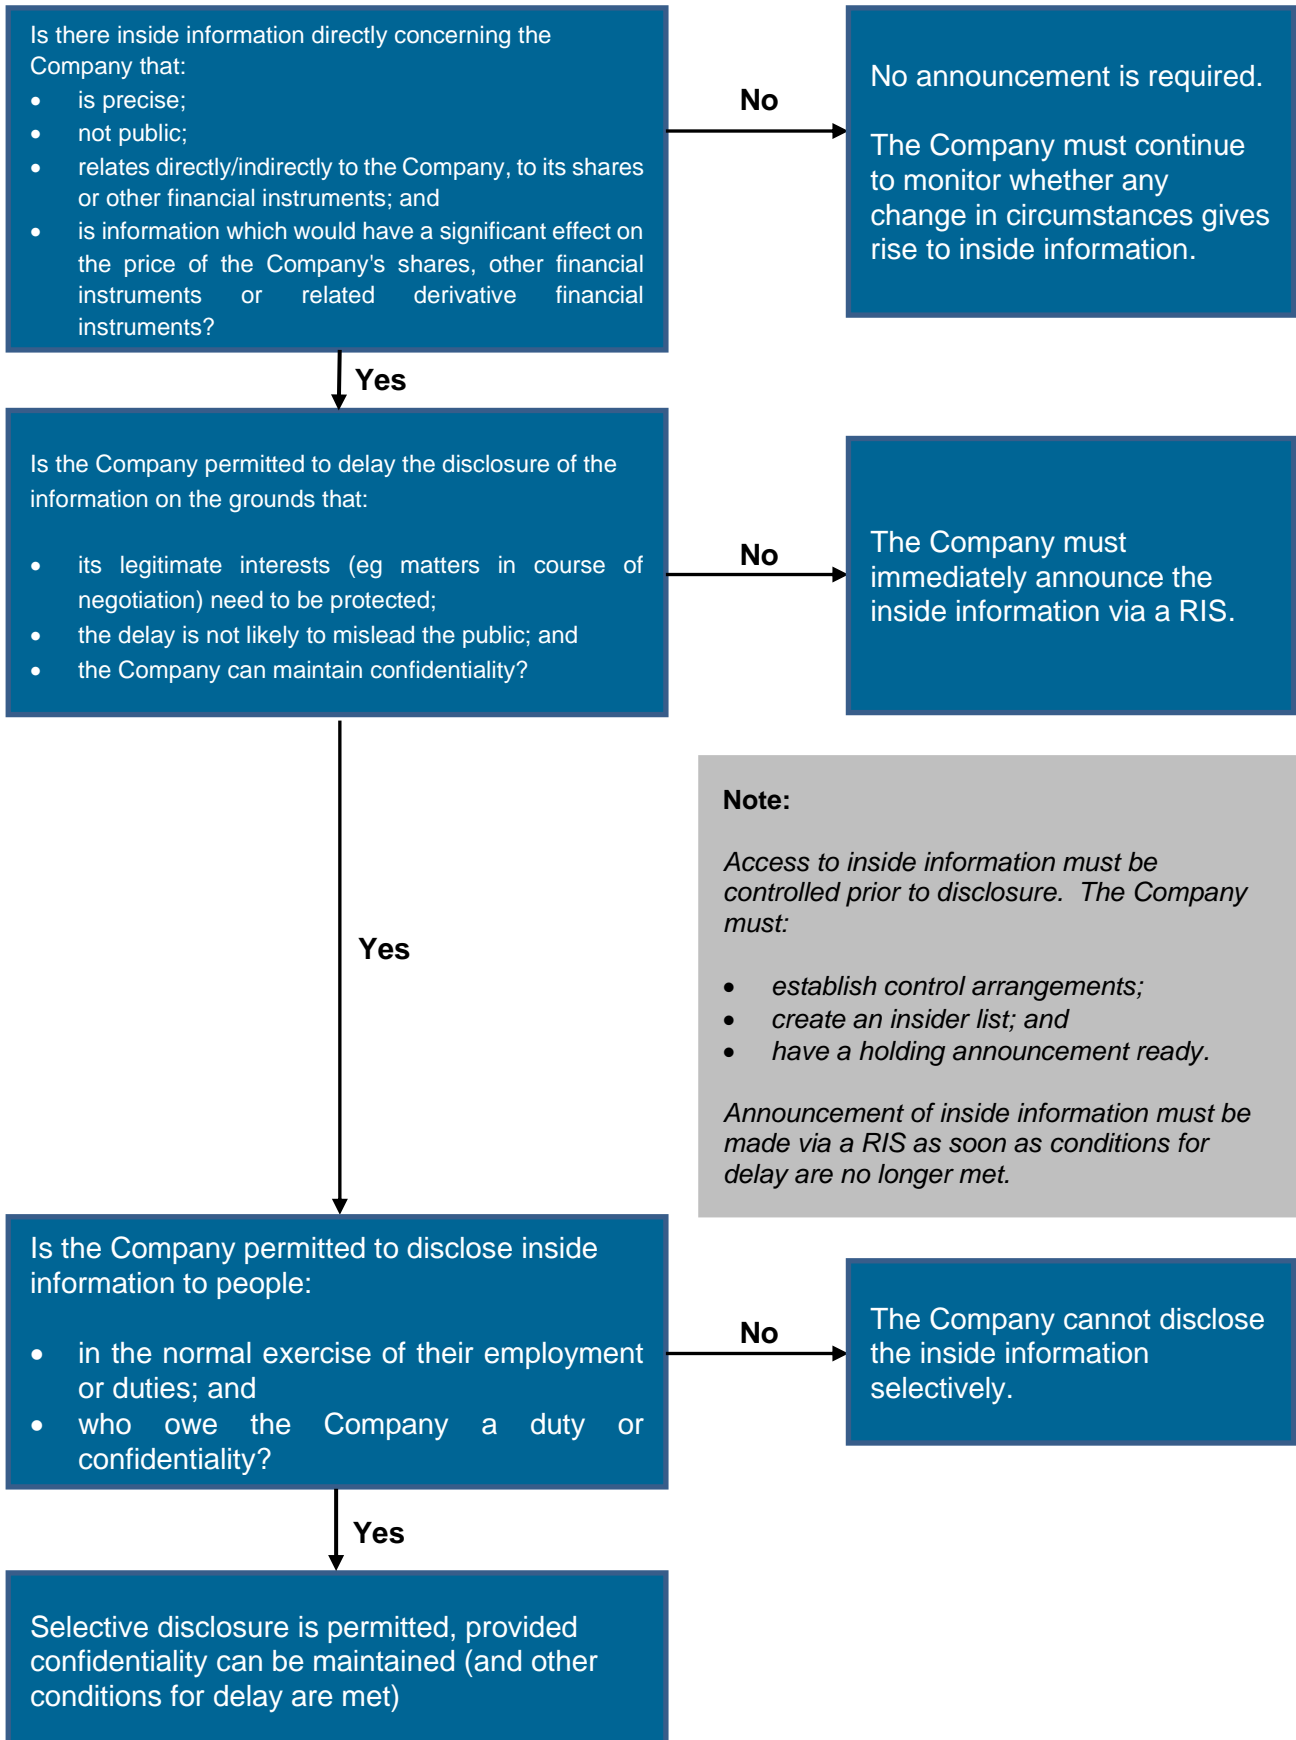 Is there inside information directly concerning the
Company that:
• is precise;
• not public;
• relates directly/indirectly to the Company, to its shares
or other financial instruments; and
• is information which would have a significant effect on
the price of the Company's shares, other financial
instruments or related derivative financial
instruments?
No
No announcement is required.
The Company must continue
to monitor whether any
change in circumstances gives
rise to inside information.
Yes
Is the Company permitted to delay the disclosure of the
information on the grounds that:
• its legitimate interests (eg matters in course of
negotiation) need to be protected;
• the delay is not likely to mislead the public; and
• the Company can maintain confidentiality?
No
The Company must
immediately announce the
inside information via a RIS.
Note:
Access to inside information must be
controlled prior to disclosure. The Company
must:
• establish control arrangements;
• create an insider list; and
• have a holding announcement ready.
Announcement of inside information must be
made via a RIS as soon as conditions for
delay are no longer met.
Yes
Is the Company permitted to disclose inside
information to people:
• in the normal exercise of their employment
or duties; and
• who owe the Company a duty or
confidentiality?
No
The Company cannot disclose
the inside information
selectively.
Yes
Selective disclosure is permitted, provided
confidentiality can be maintained (and other
conditions for delay are met)